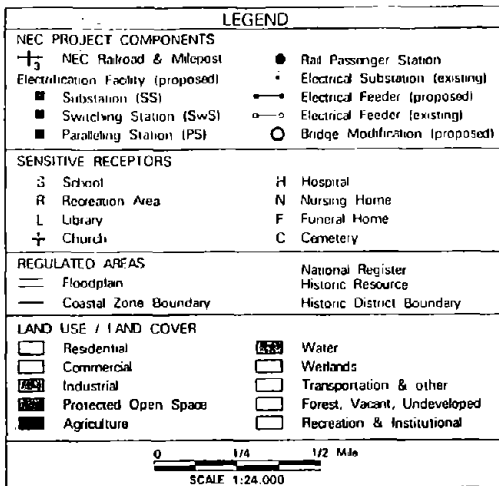 LEGEND
NEC PROJECT COMPONENTS
3 NEC Railroad & Milepost
Electrification Facility (proposed)
Substation (SS)
Switching Station (SwS)
Paralleling Station (PS)
Rail Passenger Station
Electrical Substation (existing)
Electrical Feeder (proposed)
Electrical Feeder (existing)
Bridge Modification (proposed)
SENSITIVE RECEPTORS
S School
R Recreation Area
L Library
Church
H Hospital
N Nursing Home
F Funeral Home
C Cemetery
REGULATED AREAS
Floodplain
Coastal Zone Boundary
National Register
Historic Resource
Historic District Boundary
LAND USE / LAND COVER
Residential
Commercial
Industrial
Protected Open Space
Agriculture
Water
Wetlands
Transportation & other
Forest, Vacant, Undeveloped
Recreation & Institutional
0 1/4 1/2 Mile
SCALE 1:24.000